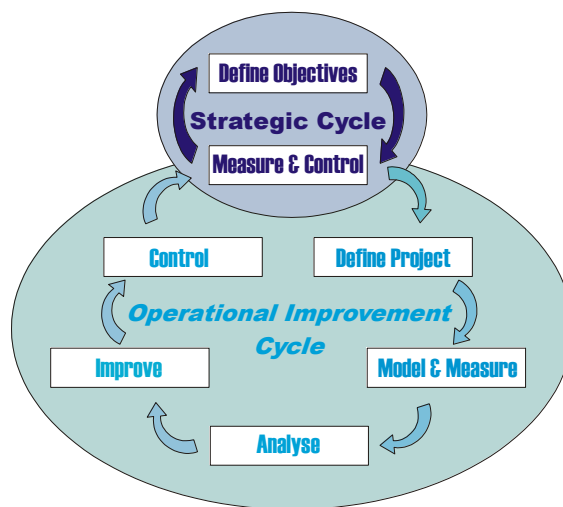 Define Objectives
Strategic Cycle
Measure & Control
Control
Define Project
Operational Improvement
Cycle
Improve
Model & Measure
Analyse